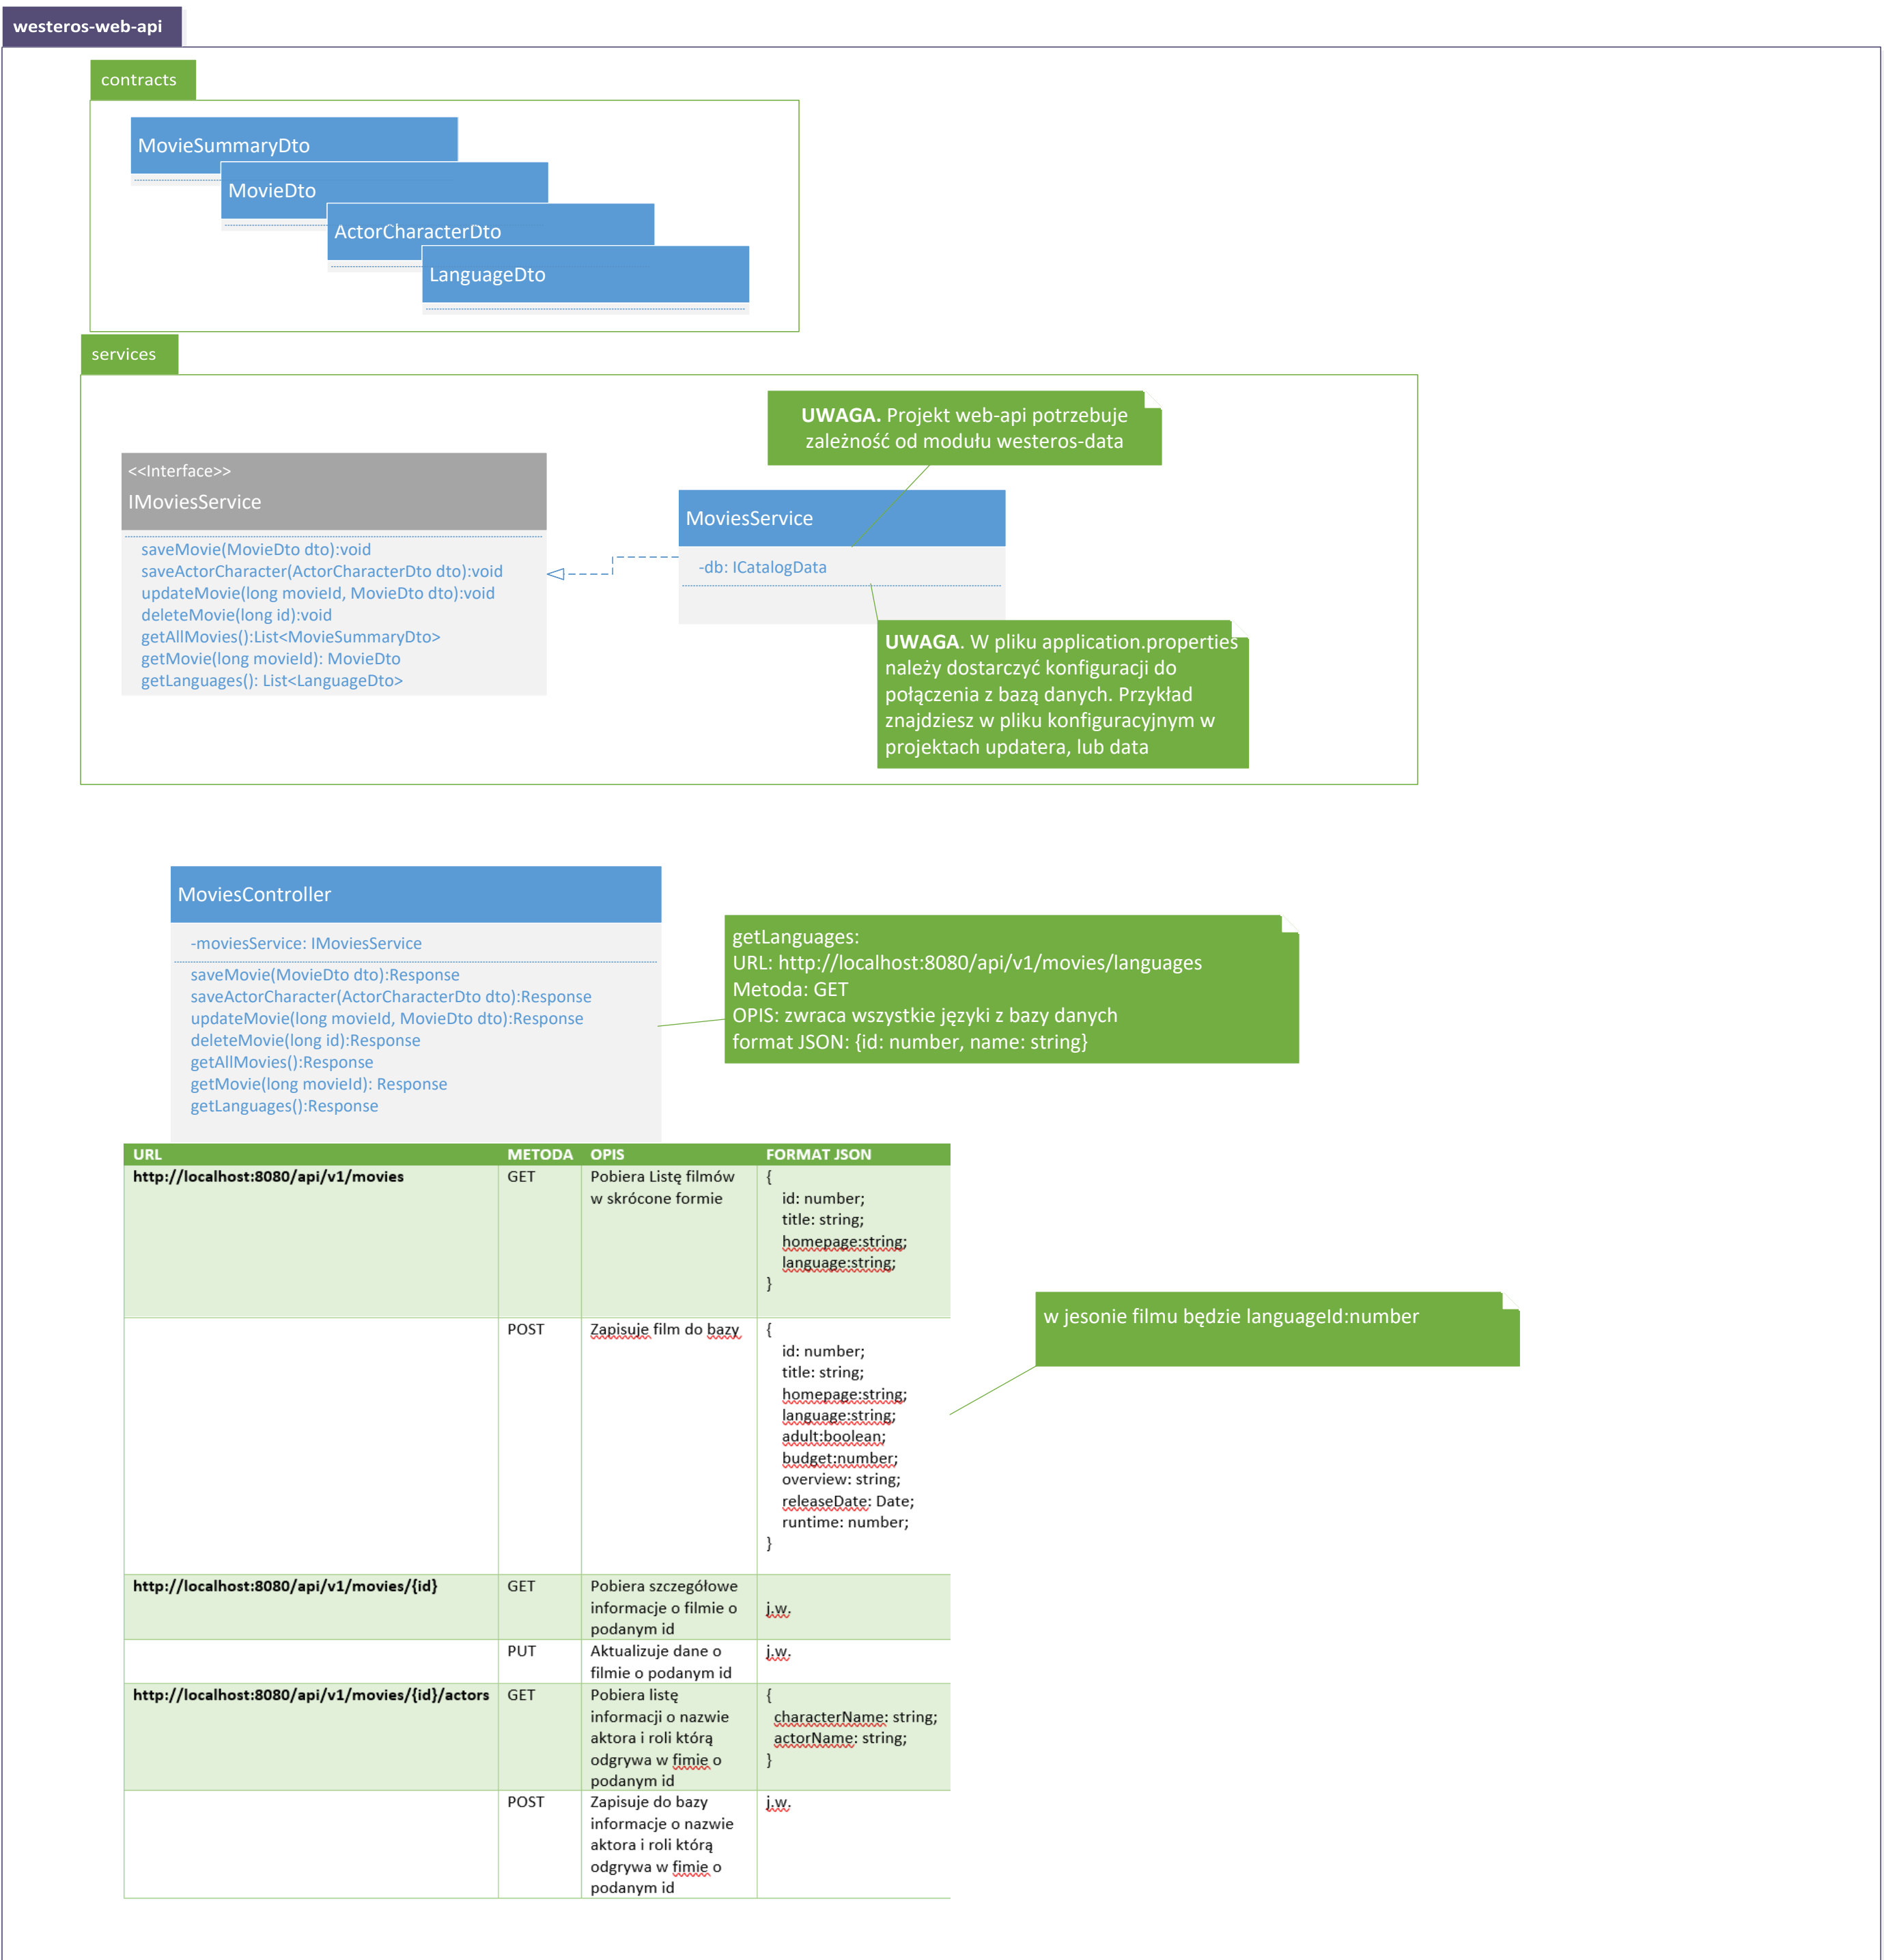 westeros-web-api
contracts
MovieSummaryDto
MovieDto
ActorCharacterDto
LanguageDto
services
UWAGA. Projekt web-api potrzebuje
zależność od modułu westeros-data
<<Interface>>
IMoviesService
saveMovie(MovieDto dto):void
saveActorCharacter(ActorCharacterDto dto):void
updateMovie(long movieId, MovieDto dto):void
deleteMovie(long id):void
getAllMovies():List<MovieSummaryDto>
getMovie(long movieId): MovieDto
getLanguages(): List<LanguageDto>
MoviesService
-db: ICatalogData
UWAGA. W pliku application.properties
należy dostarczyć konfiguracji do
połączenia z bazą danych. Przykład
znajdziesz w pliku konfiguracyjnym w
projektach updatera, lub data
MoviesController
-moviesService: IMoviesService
saveMovie(MovieDto dto):Response
saveActorCharacter(ActorCharacterDto dto):Response
updateMovie(long movieId, MovieDto dto):Response
deleteMovie(long id):Response
getAllMovies():Response
getMovie(long movieId): Response
getLanguages():Response
getLanguages:
URL: http://localhost:8080/api/v1/movies/languages
Metoda: GET
OPIS: zwraca wszystkie języki z bazy danych
format JSON: {id: number, name: string}
URL METODA OPIS FORMAT JSON
http://localhost:8080/api/v1/movies GET Pobiera Listę filmów {
w skrócone formie id: number;
title: string;
homepage:string;
language:string;
}
POST Zapisuje film do bazy {
id: number;
title: string;
homepage:string;
language:string;
adult:boolean;
budget:number;
overview: string;
releaseDate: Date;
runtime: number;
}
w jesonie filmu będzie languageId:number
http://localhost:8080/api/v1/movies/{id} GET Pobiera szczegółowe
informacje o filmie o j.w.
podanym id
PUT Aktualizuje dane o j.w.
filmie o podanym id
http://localhost:8080/api/v1/movies/{id}/actors GET Pobiera listę {
informacji o nazwie characterName: string;
aktora i roli którą actorName: string;
odgrywa w fimie o }
podanym id
POST Zapisuje do bazy j.w.
informacje o nazwie
aktora i roli którą
odgrywa w fimie o
podanym id